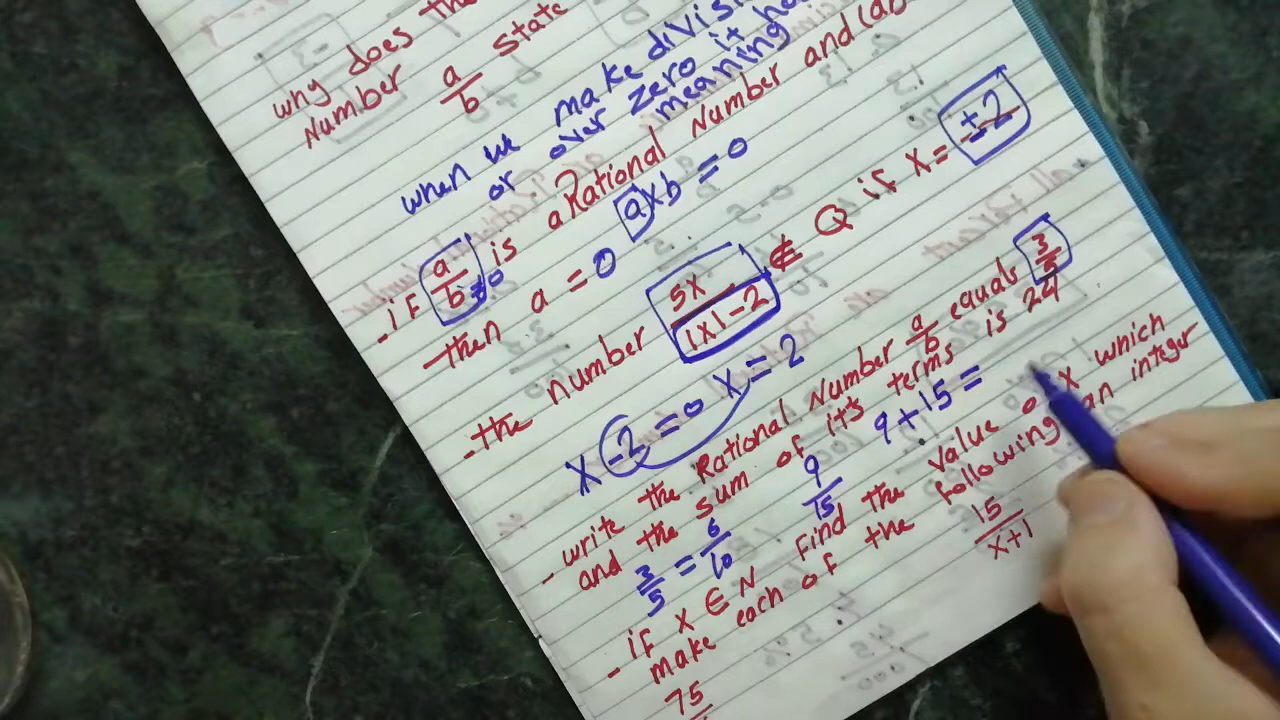 why does the
Number a/b state
when we make divisi
or over zero it ha
meaning
- if a/b≠0 is a Rational Number and (ab
then a = 0 a×b = 0
- the number 5x/|x|-2 ∉ Q if x = ±2
x - 2 = 0 x = 2
- write the Rational Number a/b equals 3/5
and the sum of it's terms is 24
3/5 = 6/10 9/15 9+15=
- if x ∈ N Find the value o x which
make each of the following an integer
75 15/x+1